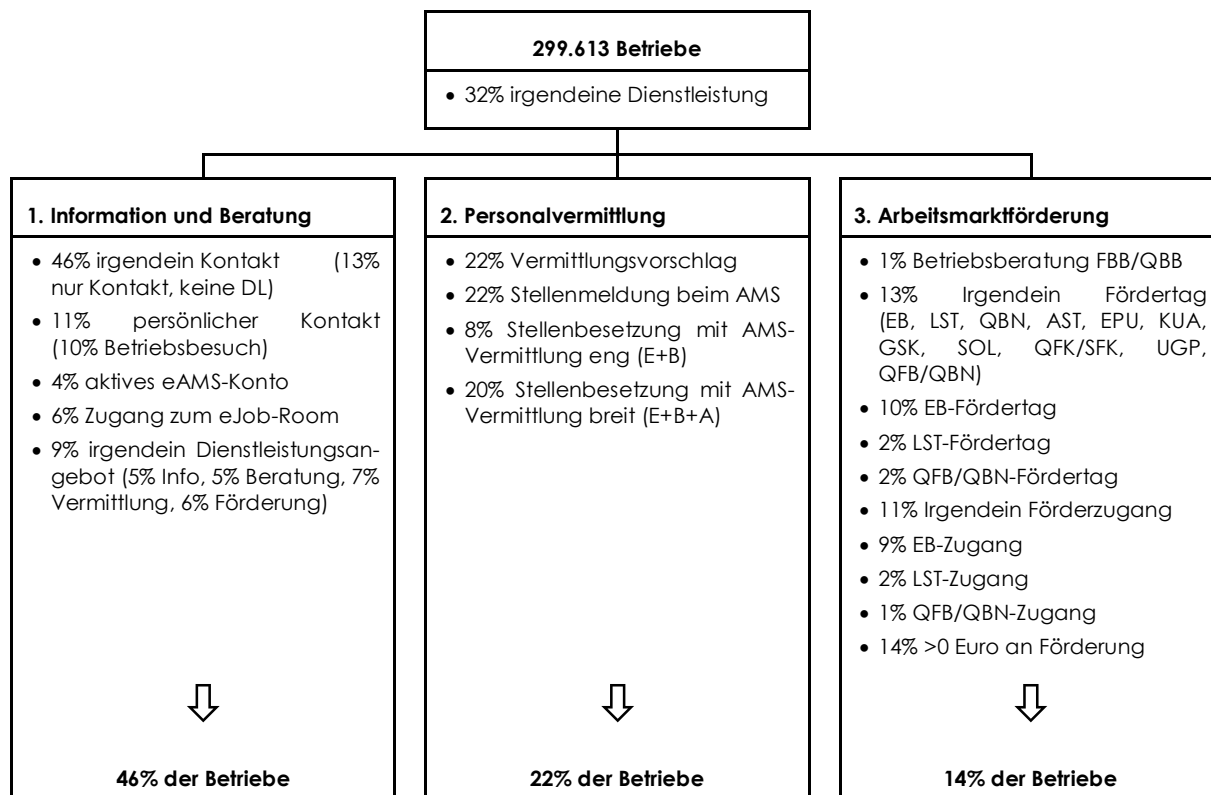 299.613 Betriebe
• 32% irgendeine Dienstleistung
1. Information und Beratung
• 46% irgendein Kontakt (13%
nur Kontakt, keine DL)
• 11% persönlicher Kontakt
(10% Betriebsbesuch)
• 4% aktives eAMS-Konto
• 6% Zugang zum eJob-Room
• 9% irgendein Dienstleistungsan-
gebot (5% Info, 5% Beratung, 7%
Vermittlung, 6% Förderung)
46% der Betriebe
2. Personalvermittlung
• 22% Vermittlungsvorschlag
• 22% Stellenmeldung beim AMS
• 8% Stellenbesetzung mit AMS-
Vermittlung eng (E+B)
• 20% Stellenbesetzung mit AMS-
Vermittlung breit (E+B+A)
22% der Betriebe
3. Arbeitsmarktförderung
• 1% Betriebsberatung FBB/QBB
• 13% Irgendein Fördertag
(EB, LST, QBN, AST, EPU, KUA,
GSK, SOL, QFK/SFK, UGP,
QFB/QBN)
• 10% EB-Fördertag
• 2% LST-Fördertag
• 2% QFB/QBN-Fördertag
• 11% Irgendein Förderzugang
• 9% EB-Zugang
• 2% LST-Zugang
• 1% QFB/QBN-Zugang
• 14% >0 Euro an Förderung
14% der Betriebe